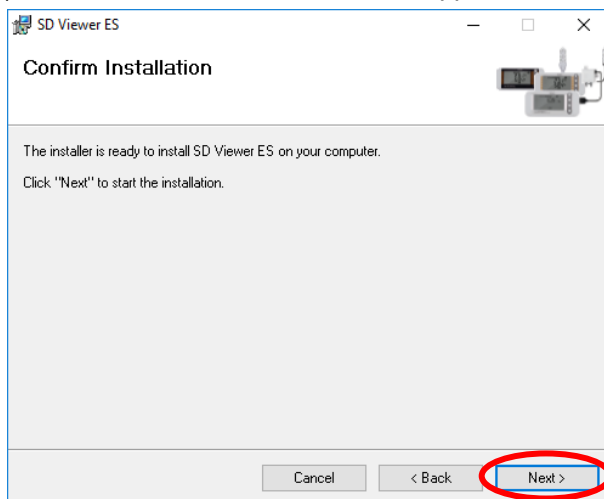 SD Viewer ES
Confirm Installation
The installer is ready to install SD Viewer ES on your computer.
Click "Next" to start the installation.
Cancel
< Back
Next >